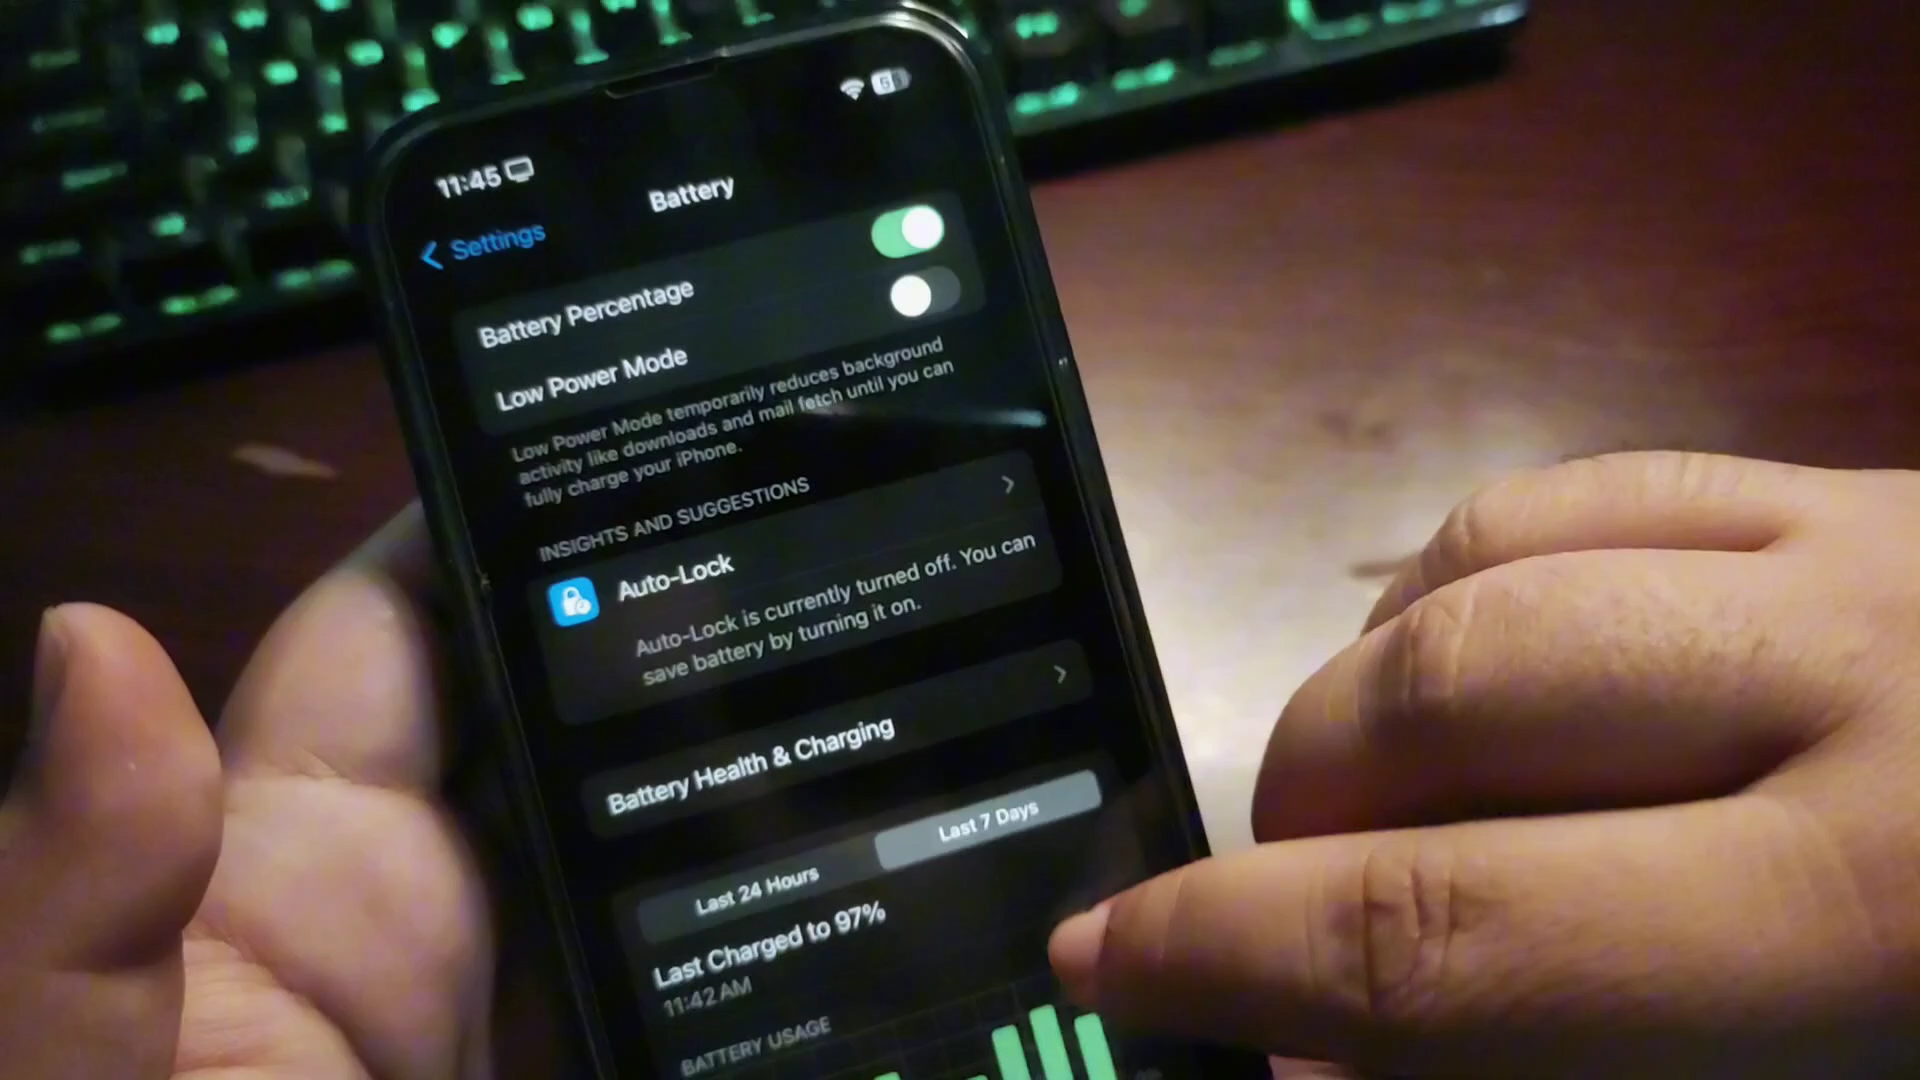 11:45
Settings
Battery
Battery Percentage
Low Power Mode
Low Power Mode temporarily reduces background
activity like downloads and mail fetch until you can
fully charge your iPhone.
INSIGHTS AND SUGGESTIONS
Auto-Lock
Auto-Lock is currently turned off. You can
save battery by turning it on.
Battery Health & Charging
Last 24 Hours
Last 7 Days
Last Charged to 97%
11:42 AM
BATTERY USAGE